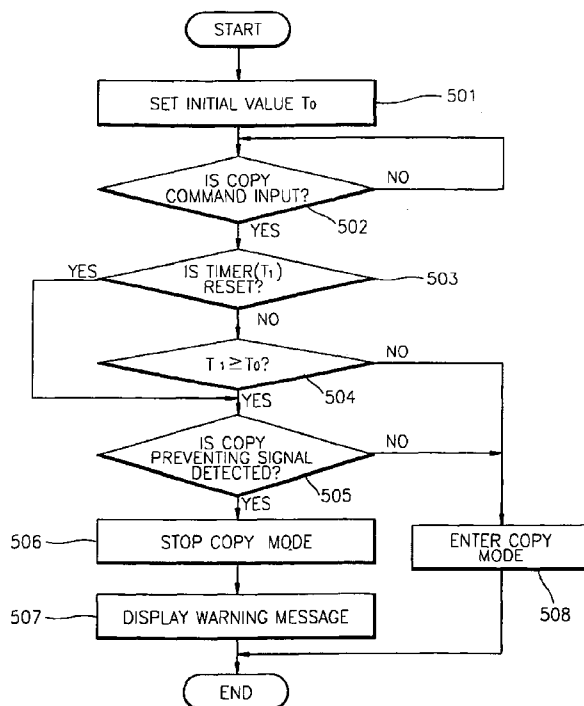 START
SET INITIAL VALUE T0
501
IS COPY
COMMAND INPUT?
NO
502
YES
IS TIMER(T1)
RESET?
YES
503
NO
T1≥T0?
NO
504
YES
IS COPY
PREVENTING SIGNAL
DETECTED?
NO
505
YES
506
STOP COPY MODE
ENTER COPY
MODE
508
507
DISPLAY WARNING MESSAGE
END